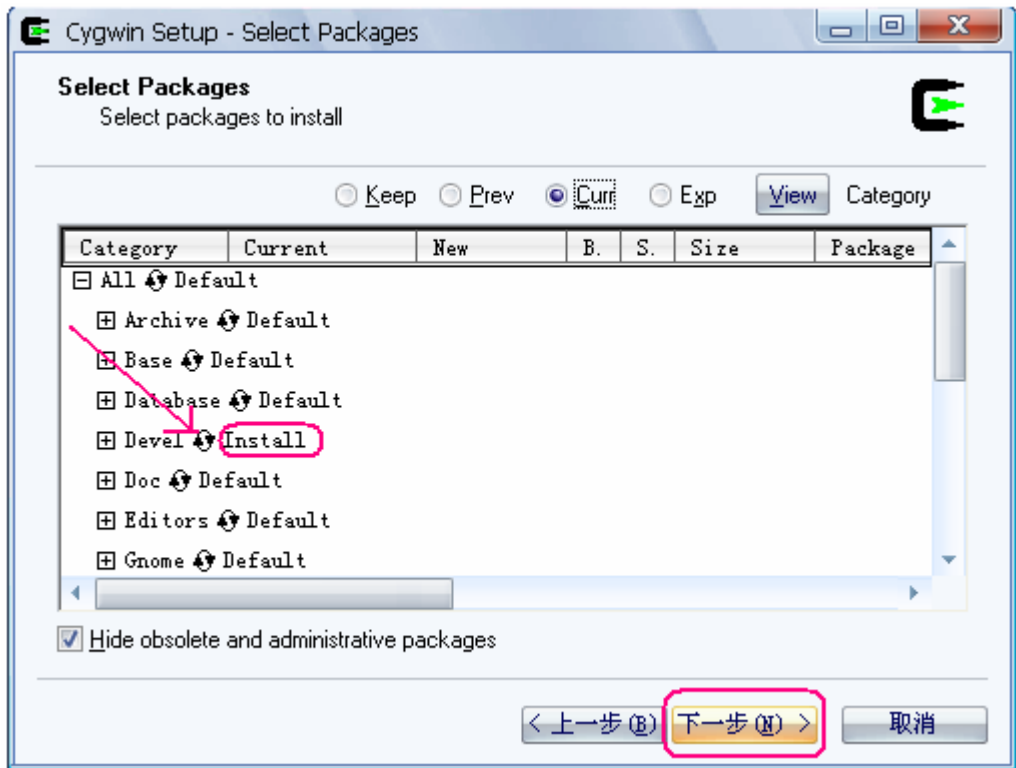 Cygwin Setup - Select Packages
Select Packages
Select packages to install
Keep Prev Curr Exp View Category
Category Current New B. S. Size Package
All Default
Archive Default
Base Default
Database Default
Devel Install
Doc Default
Editors Default
Gnome Default
Hide obsolete and administrative packages
< 上一步(B) 下一步(N) > 取消